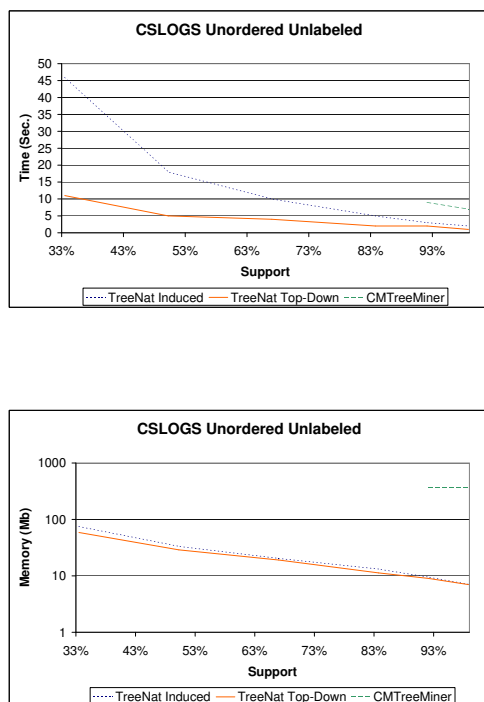 CSLOGS Unordered Unlabeled
50
45
40
35
30
25
20
15
10
5
0
Time (Sec.)
33% 43% 53% 63% 73% 83% 93%
Support
TreeNat Induced TreeNat Top-Down CMTreeMiner
CSLOGS Unordered Unlabeled
1000
100
10
1
Memory (Mb)
33% 43% 53% 63% 73% 83% 93%
Support
TreeNat Induced TreeNat Top-Down CMTreeMiner